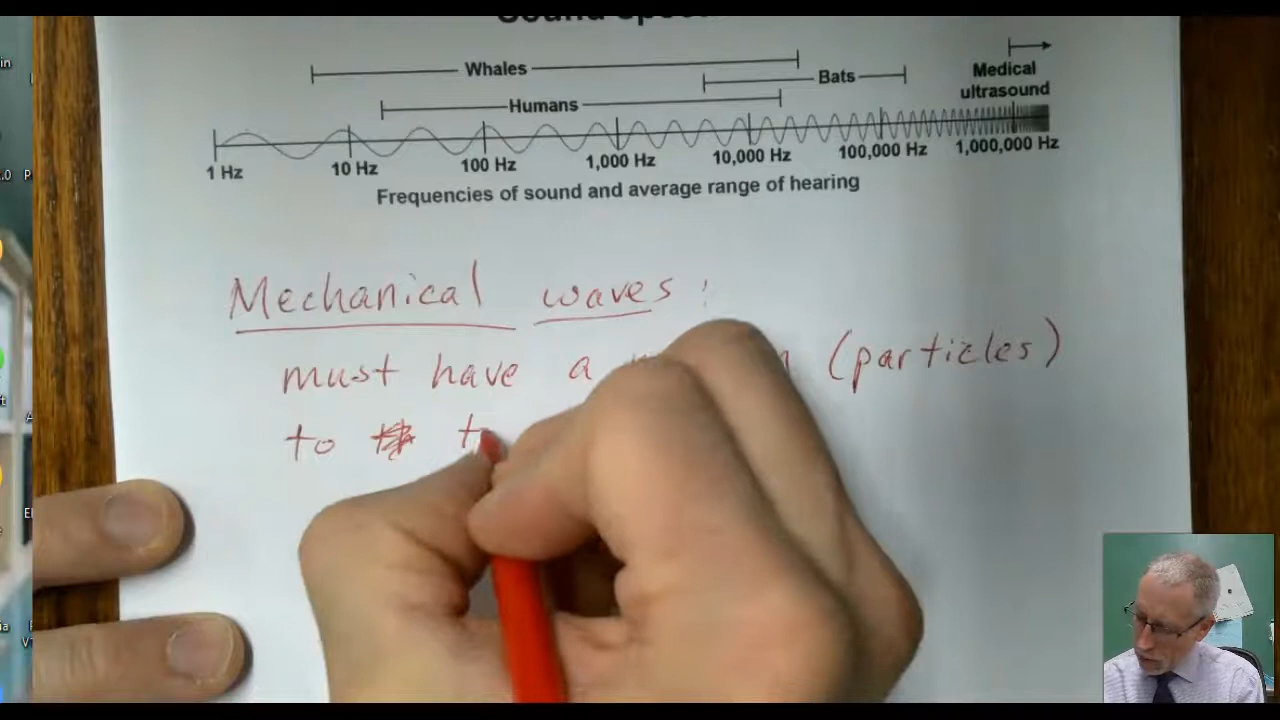 Whales
Bats
Medical
ultrasound
Humans
1 Hz 10 Hz 100 Hz 1,000 Hz 10,000 Hz 100,000 Hz 1,000,000 Hz
Frequencies of sound and average range of hearing
Mechanical waves:
must have a (particles)
to